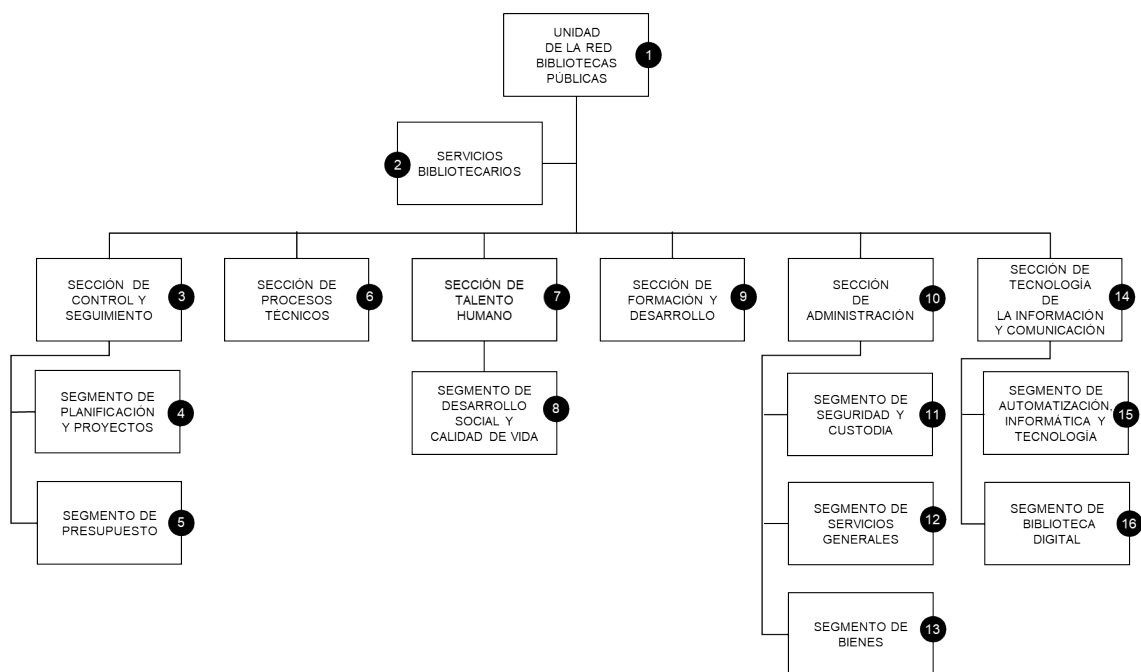 UNIDAD
DE LA RED
BIBLIOTECAS
PÚBLICAS
1
2
SERVICIOS
BIBLIOTECARIOS
SECCIÓN DE
CONTROL Y
SEGUIMIENTO
3
SECCIÓN
DE PROCESOS
TÉCNICOS
6
SECCIÓN DE
TALENTO
HUMANO
7
SECCIÓN DE
FORMACIÓN Y
DESARROLLO
9
SECCIÓN
DE
ADMINISTRACIÓN
10
SECCIÓN DE
TECNOLOGÍA
DE
LA INFORMACIÓN
Y COMUNICACIÓN
14
SEGMENTO DE
PLANIFICACIÓN
Y PROYECTOS
4
SEGMENTO DE
DESARROLLO
SOCIAL Y
CALIDAD DE VIDA
8
SEGMENTO DE
SEGURIDAD Y
CUSTODIA
11
SEGMENTO DE
AUTOMATIZACIÓN,
INFORMÁTICA Y
TECNOLOGÍA
15
SEGMENTO DE
PRESUPUESTO
5
SEGMENTO DE
SERVICIOS
GENERALES
12
SEGMENTO DE
BIBLIOTECA
DIGITAL
16
SEGMENTO DE
BIENES
13